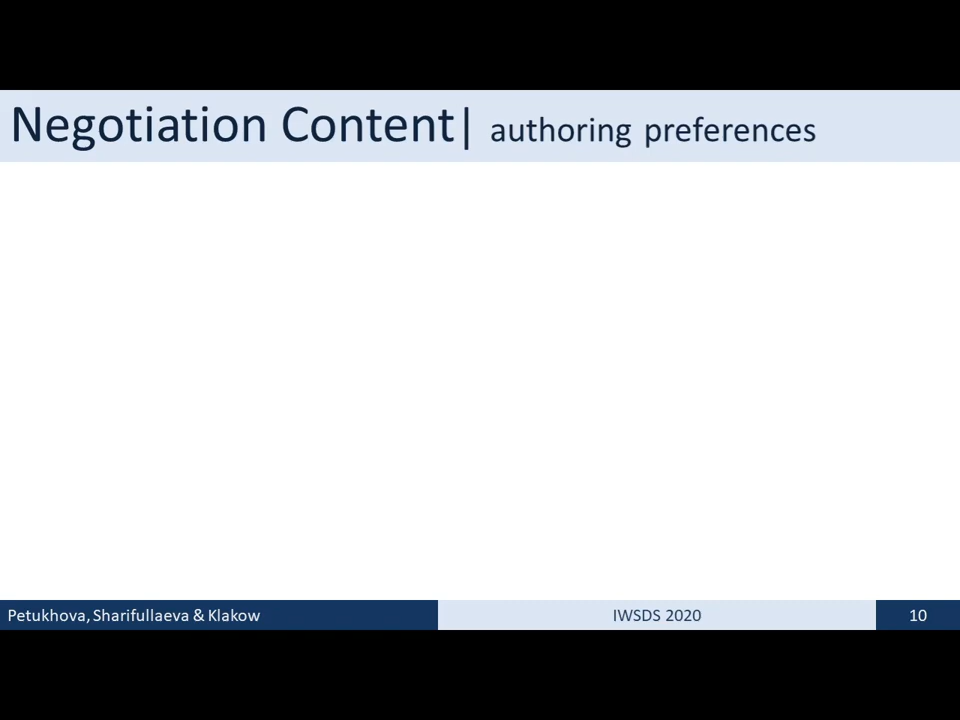 Negotiation Content| authoring preferences
Petukhova, Sharifullaeva & Klakow
IWSDS 2020
10